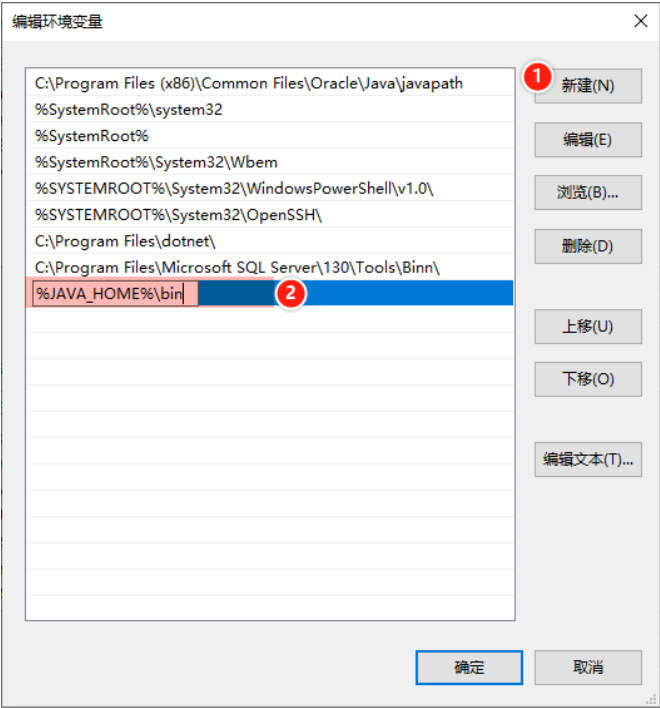 编辑环境变量
C:\Program Files (x86)\Common Files\Oracle\Java\javapath
%SystemRoot%\system32
%SystemRoot%
%SystemRoot%\System32\Wbem
%SYSTEMROOT%\System32\WindowsPowerShell\v1.0\
%SYSTEMROOT%\System32\OpenSSH\
C:\Program Files\dotnet\
C:\Program Files\Microsoft SQL Server\130\Tools\Binn\
%JAVA_HOME%\bin
2
1
新建(N)
编辑(E)
浏览(B)...
删除(D)
上移(U)
下移(O)
编辑文本(T)...
确定
取消